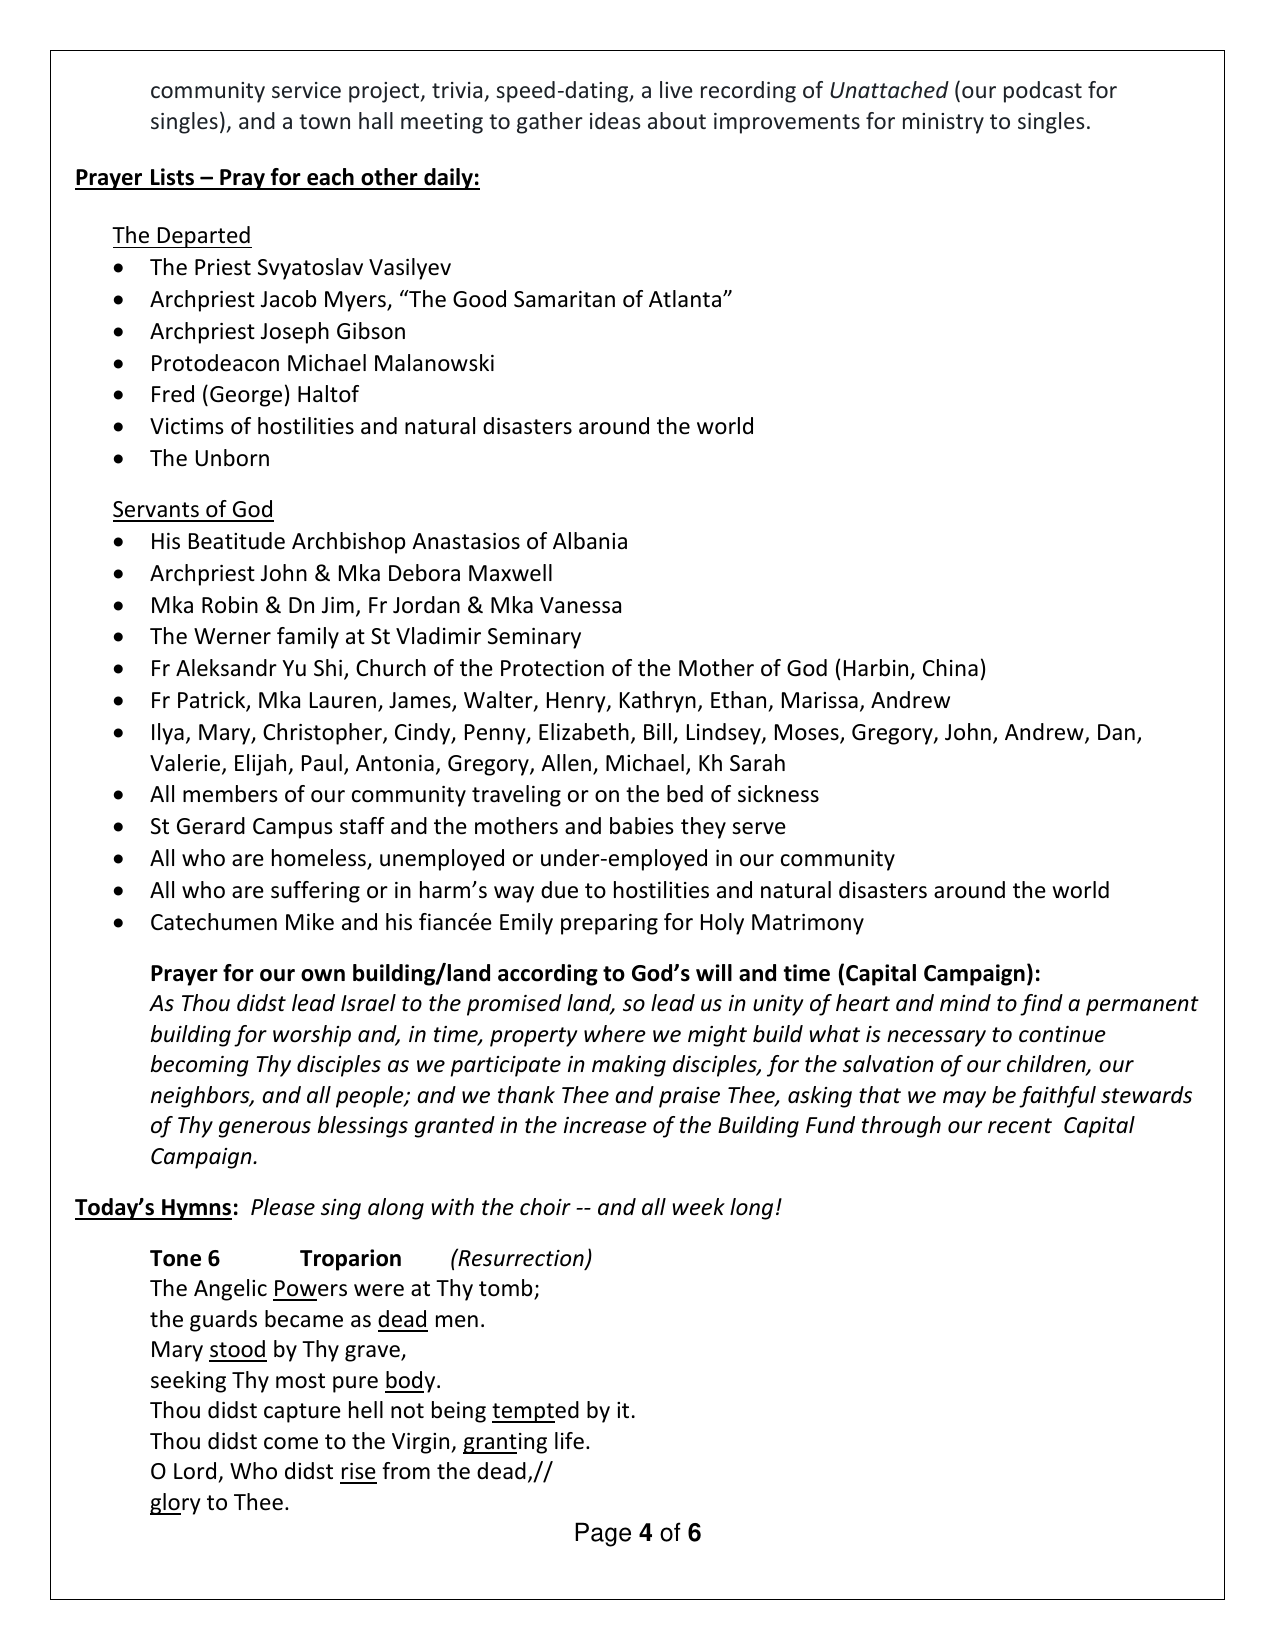 community service project, trivia, speed-dating, a live recording of Unattached (our podcast for
singles), and a town hall meeting to gather ideas about improvements for ministry to singles.
Prayer Lists – Pray for each other daily:
The Departed
• The Priest Svyatoslav Vasilyev
• Archpriest Jacob Myers, “The Good Samaritan of Atlanta”
• Archpriest Joseph Gibson
• Protodeacon Michael Malanowski
• Fred (George) Haltof
• Victims of hostilities and natural disasters around the world
• The Unborn
Servants of God
• His Beatitude Archbishop Anastasios of Albania
• Archpriest John & Mka Debora Maxwell
• Mka Robin & Dn Jim, Fr Jordan & Mka Vanessa
• The Werner family at St Vladimir Seminary
• Fr Aleksandr Yu Shi, Church of the Protection of the Mother of God (Harbin, China)
• Fr Patrick, Mka Lauren, James, Walter, Henry, Kathryn, Ethan, Marissa, Andrew
• Ilya, Mary, Christopher, Cindy, Penny, Elizabeth, Bill, Lindsey, Moses, Gregory, John, Andrew, Dan,
Valerie, Elijah, Paul, Antonia, Gregory, Allen, Michael, Kh Sarah
• All members of our community traveling or on the bed of sickness
• St Gerard Campus staff and the mothers and babies they serve
• All who are homeless, unemployed or under-employed in our community
• All who are suffering or in harm’s way due to hostilities and natural disasters around the world
• Catechumen Mike and his fiancée Emily preparing for Holy Matrimony
Prayer for our own building/land according to God’s will and time (Capital Campaign):
As Thou didst lead Israel to the promised land, so lead us in unity of heart and mind to find a permanent
building for worship and, in time, property where we might build what is necessary to continue
becoming Thy disciples as we participate in making disciples, for the salvation of our children, our
neighbors, and all people; and we thank Thee and praise Thee, asking that we may be faithful stewards
of Thy generous blessings granted in the increase of the Building Fund through our recent  Capital
Campaign.
Today’s Hymns:  Please sing along with the choir -- and all week long!
Tone 6 Troparion (Resurrection)
The Angelic Powers were at Thy tomb;
the guards became as dead men.
Mary stood by Thy grave,
seeking Thy most pure body.
Thou didst capture hell not being tempted by it.
Thou didst come to the Virgin, granting life.
O Lord, Who didst rise from the dead,//
glory to Thee.
Page 4 of 6